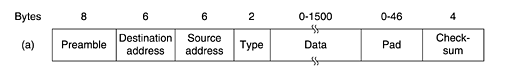 Bytes 8 6 6 2 0-1500 0-46 4
(a) Preamble Destination address Source address Type Data Pad Check-sum